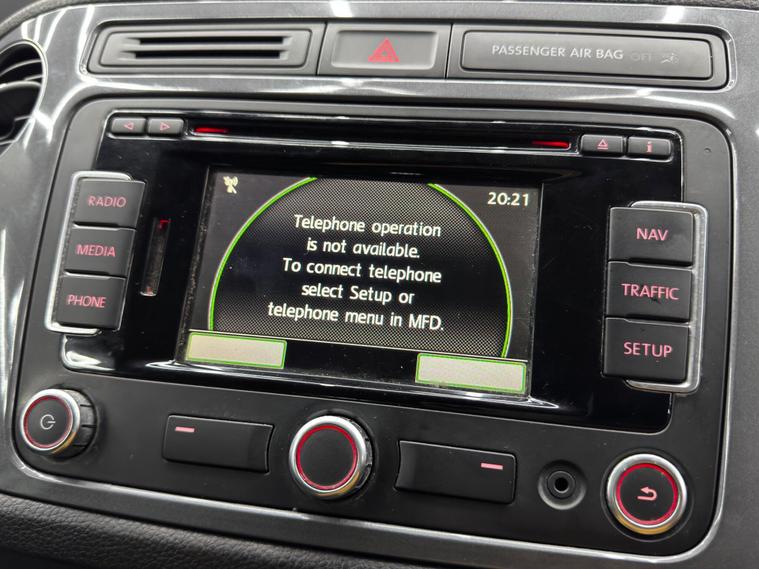 PASSENGER AIR BAG OFF
i
RADIO
MEDIA
PHONE
20:21
Telephone operation
is not available.
To connect telephone
select Setup or
telephone menu in MFD.
NAV
TRAFFIC
SETUP